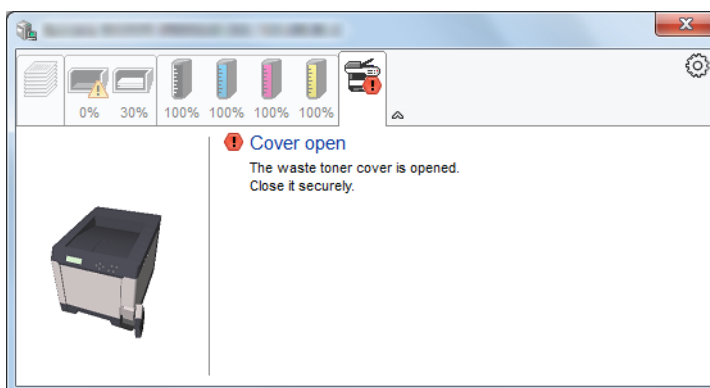 0% 30% 100% 100% 100% 100%
Cover open
The waste toner cover is opened.
Close it securely.